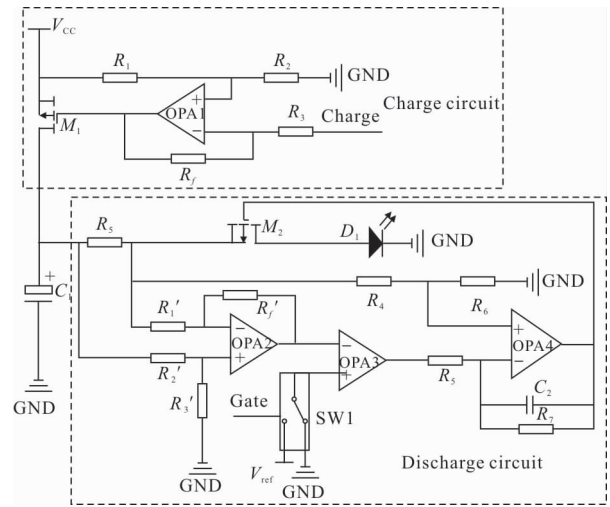 V_CC
R_1
R_2
GND
OPA1
+
−
R_3
Charge
Charge circuit
M_1
R_f
R_5
M_2
D_1
GND
+
C_1
R_4
R_6
GND
R_1′
R_f′
−
OPA2
+
R_2′
−
OPA3
+
R_5
+
OPA4
−
R_3′
Gate
SW1
C_2
R_7
GND
V_ref
GND
GND
Discharge circuit